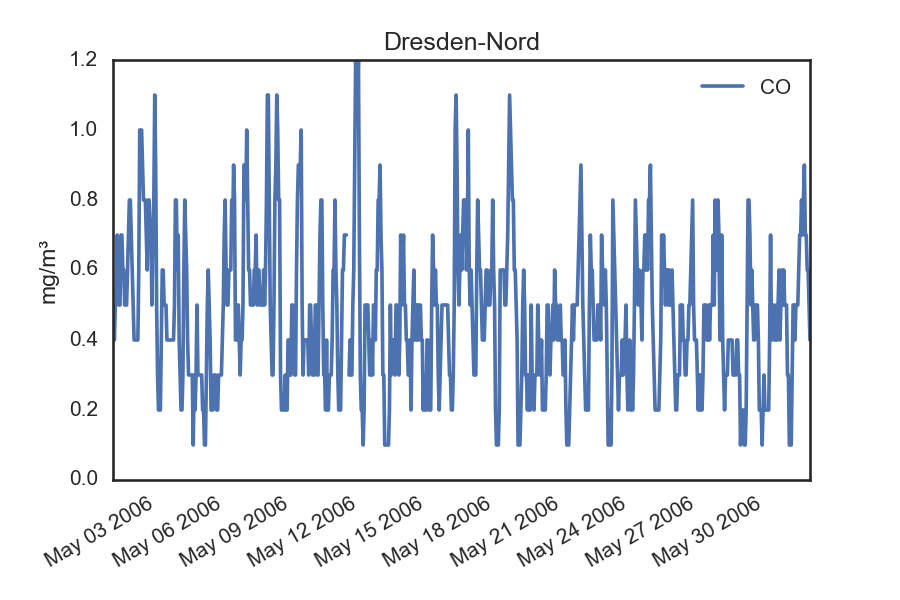 Dresden-Nord
CO
mg/m³
1.2
1.0
0.8
0.6
0.4
0.2
0.0
May 03 2006
May 06 2006
May 09 2006
May 12 2006
May 15 2006
May 18 2006
May 21 2006
May 24 2006
May 27 2006
May 30 2006